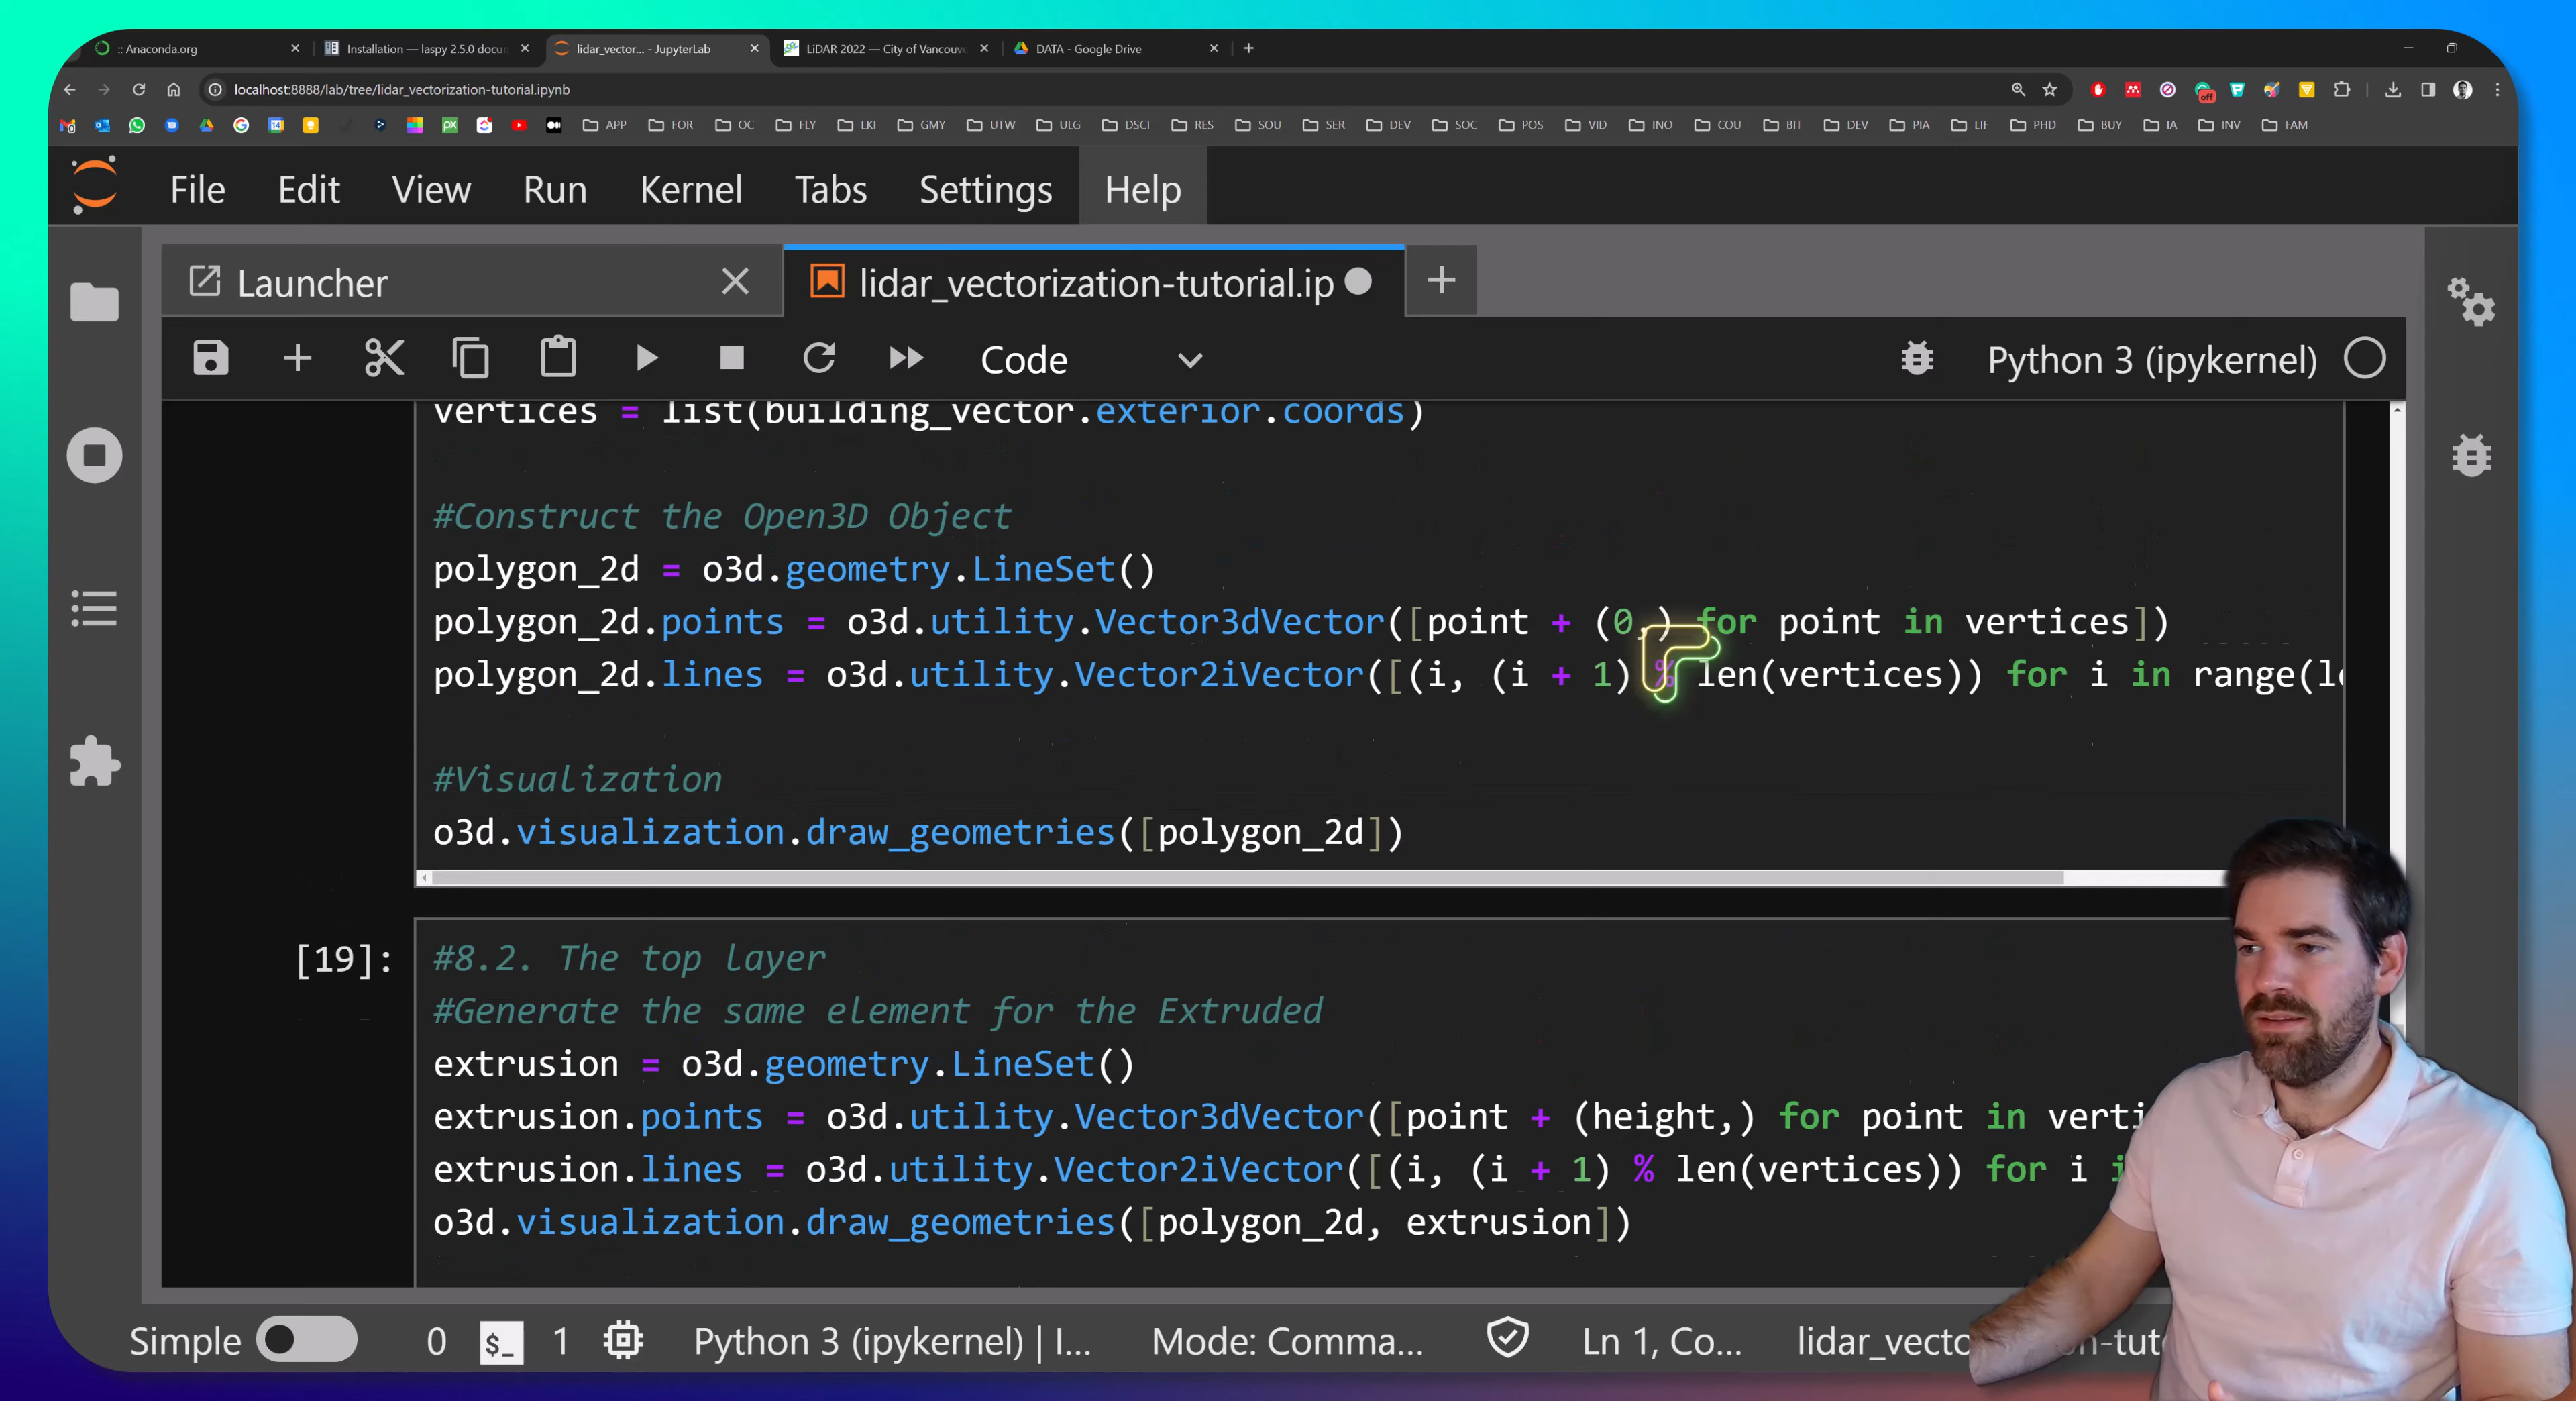 :: Anaconda.org
Installation — laspy 2.5.0 docum
lidar_vector... - JupyterLab
LiDAR 2022 — City of Vancouve
DATA - Google Drive
localhost:8888/lab/tree/lidar_vectorization-tutorial.ipynb
off
14
APP FOR OC FLY LKI GMY UTW ULG DSCI RES SOU SER DEV SOC POS VID INO COU BIT DEV PIA LIF PHD BUY IA INV FAM
File Edit View Run Kernel Tabs Settings Help
Launcher
lidar_vectorization-tutorial.ip
Code
Python 3 (ipykernel)
vertices = list(building_vector.exterior.coords)
#Construct the Open3D Object
polygon_2d = o3d.geometry.LineSet()
polygon_2d.points = o3d.utility.Vector3dVector([point + (0,) for point in vertices])
polygon_2d.lines = o3d.utility.Vector2iVector([(i, (i + 1) % len(vertices)) for i in range(le
#Visualization
o3d.visualization.draw_geometries([polygon_2d])
[19]:
#8.2. The top layer
#Generate the same element for the Extruded
extrusion = o3d.geometry.LineSet()
extrusion.points = o3d.utility.Vector3dVector([point + (height,) for point in verti
extrusion.lines = o3d.utility.Vector2iVector([(i, (i + 1) % len(vertices)) for i i
o3d.visualization.draw_geometries([polygon_2d, extrusion])
Simple 0 $_ 1 Python 3 (ipykernel) | I... Mode: Comma... Ln 1, Co... lidar_vecto n-tut